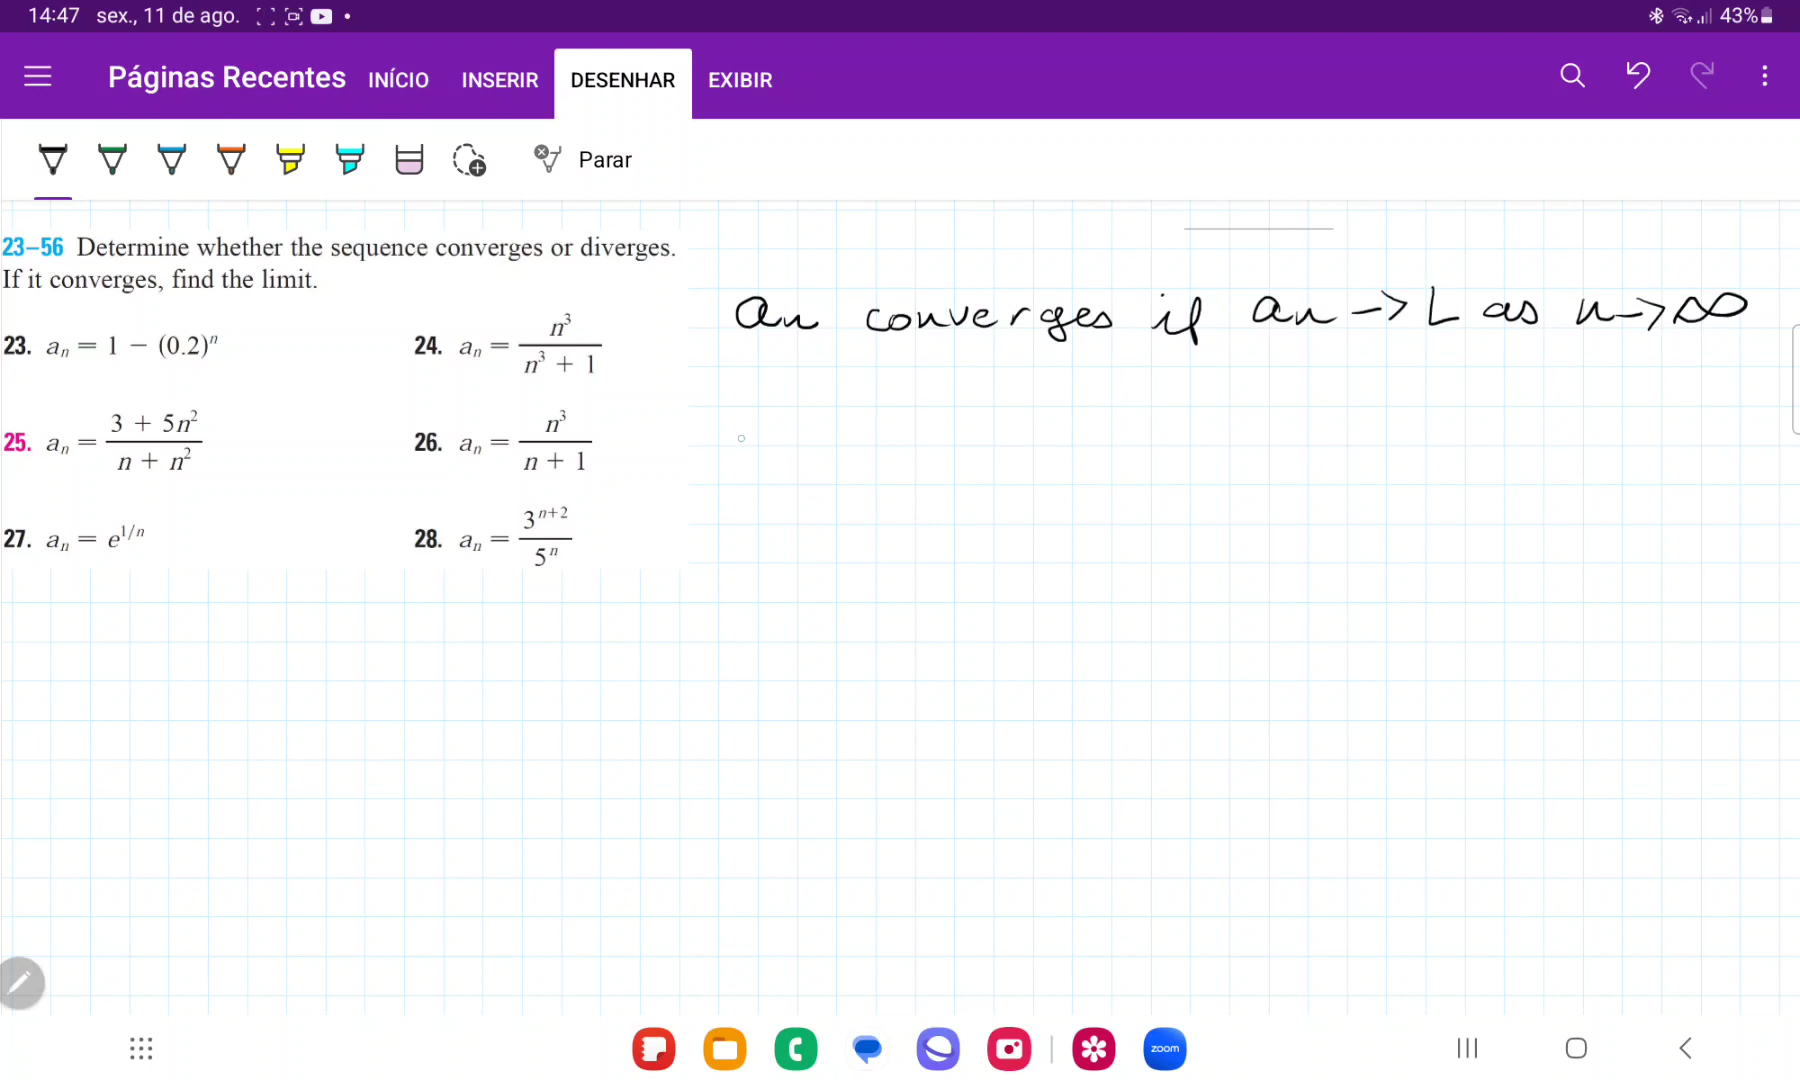 14:47 sex., 11 de ago. 43%
Páginas Recentes INÍCIO INSERIR DESENHAR EXIBIR
Parar
23–56 Determine whether the sequence converges or diverges.
If it converges, find the limit.
23. aₙ = 1 − (0.2)ⁿ
24. aₙ = n³ / (n³ + 1)
25. aₙ = (3 + 5n²) / (n + n²)
26. aₙ = n³ / (n + 1)
27. aₙ = e^(1/n)
28. aₙ = 3^(n+2) / 5ⁿ
an converges if an -> L as n -> ∞
zoom